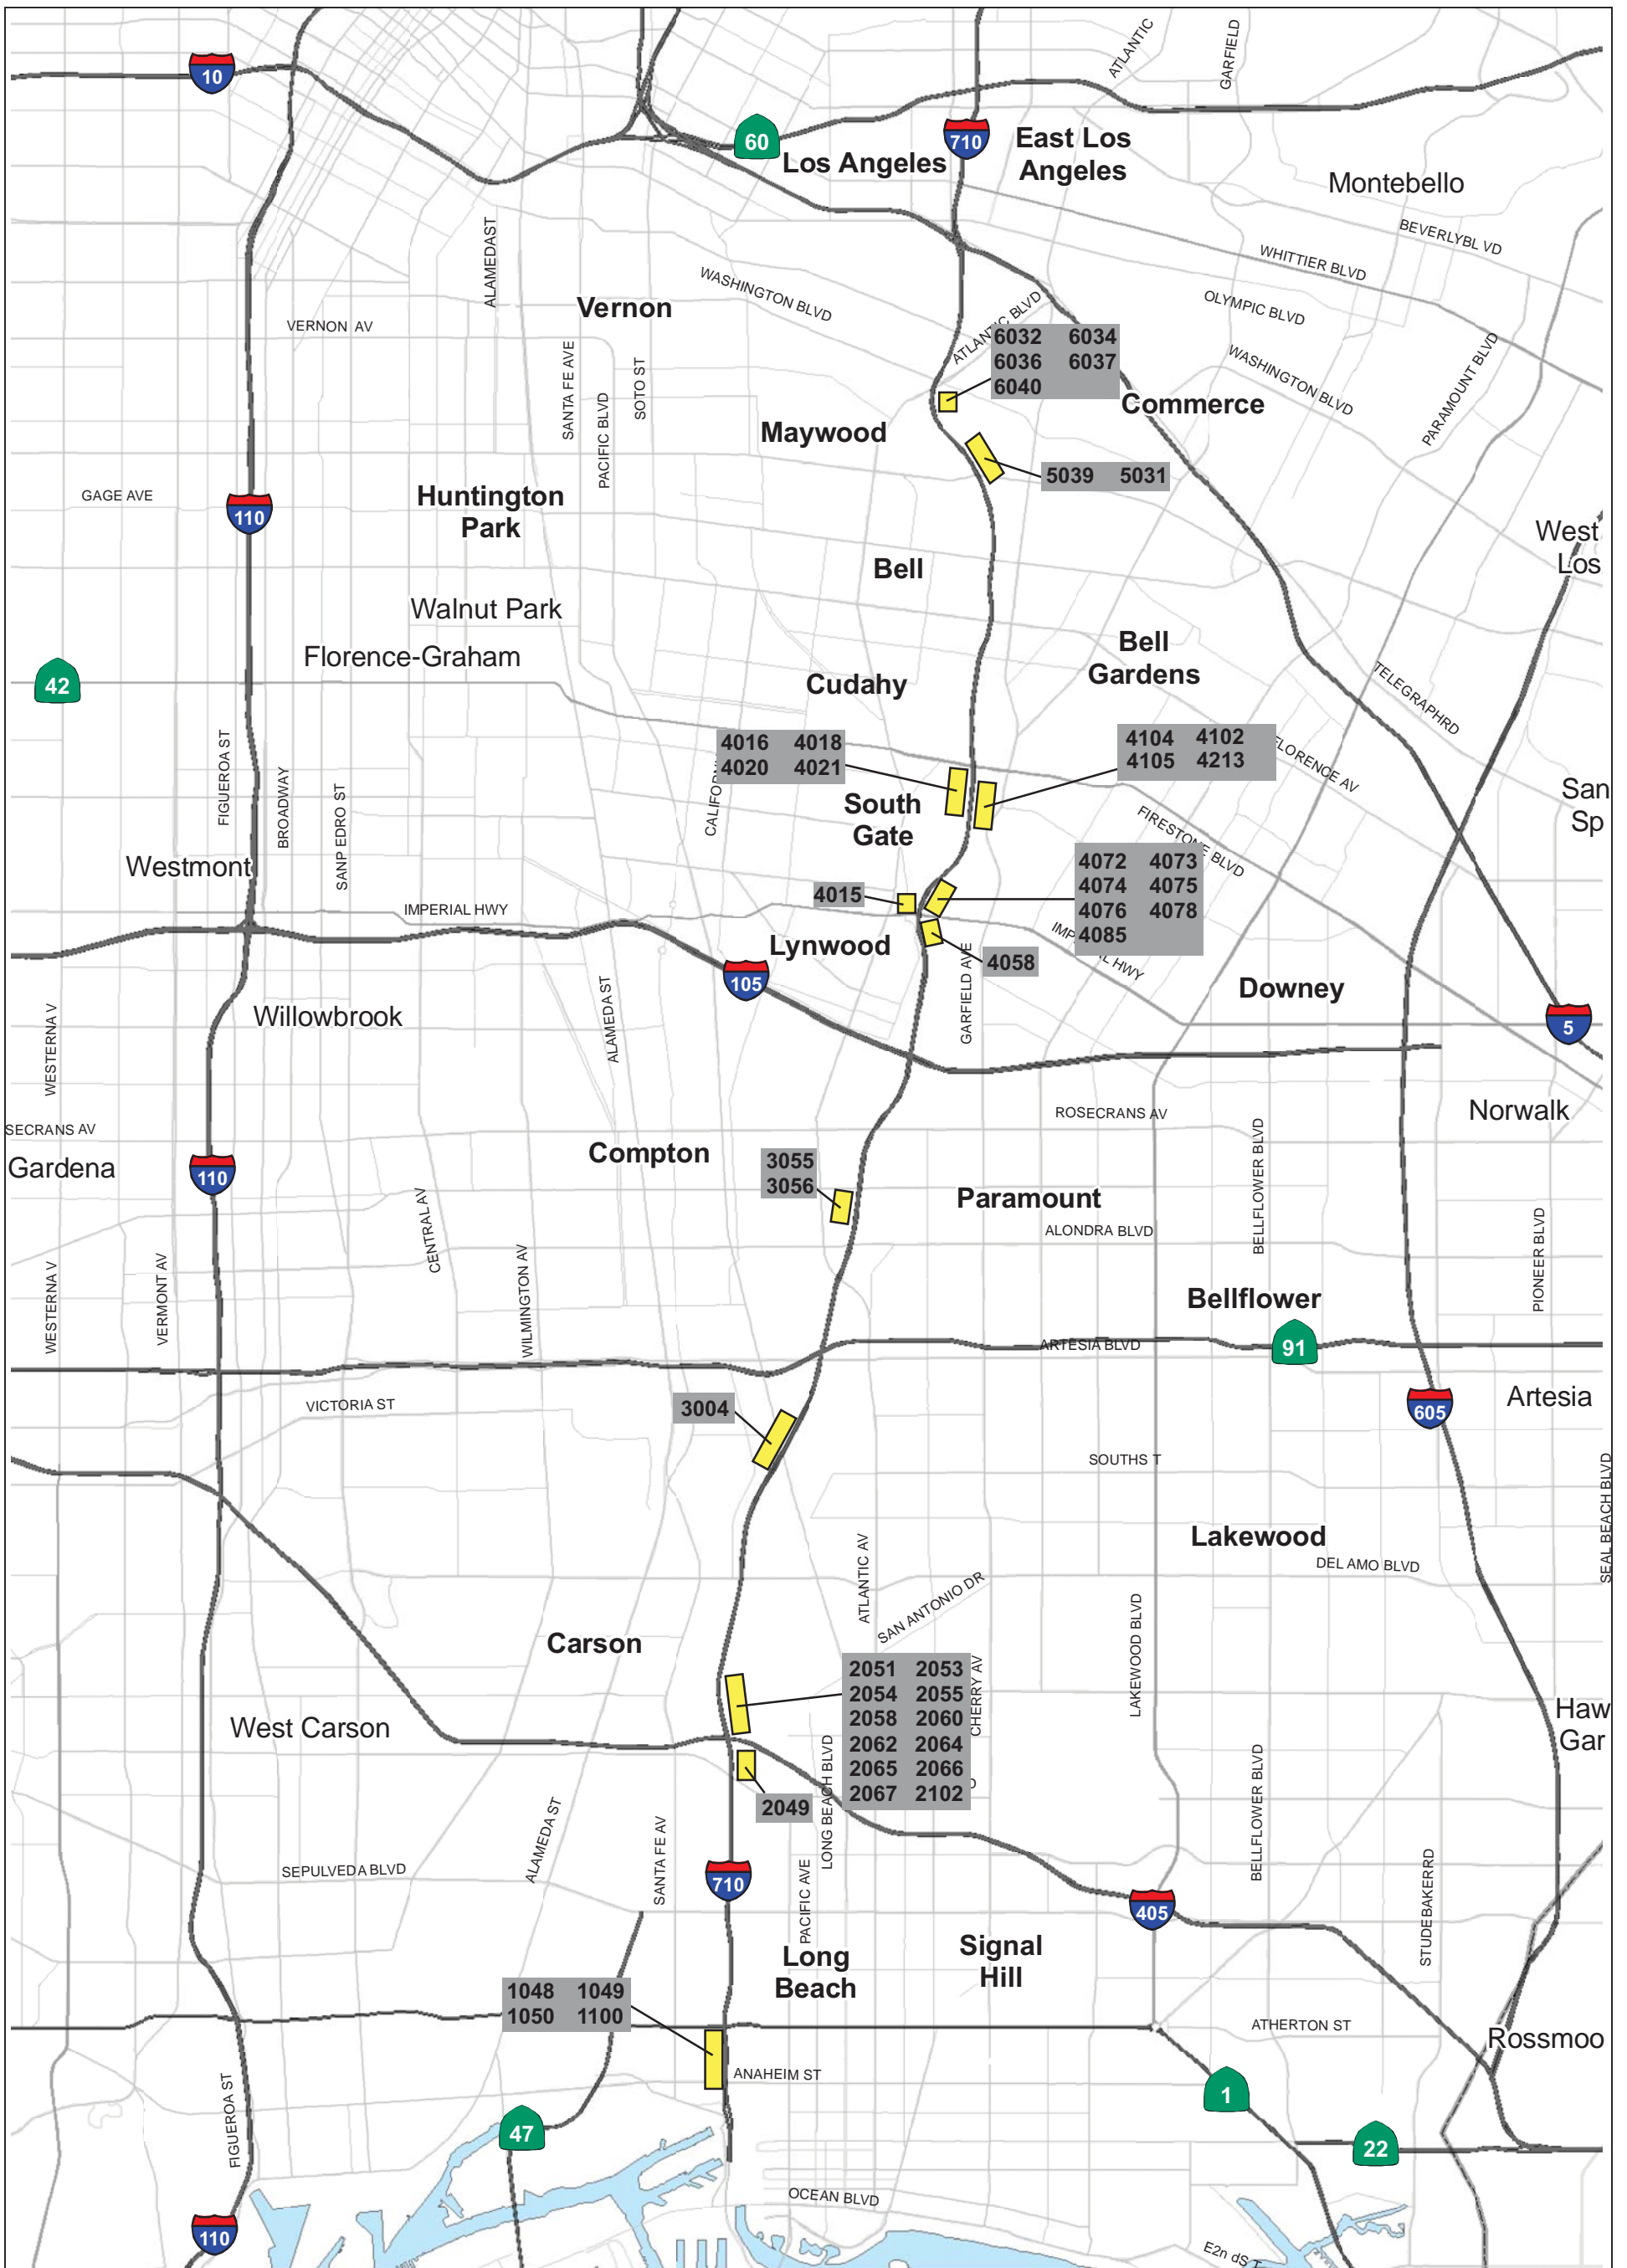 ATLANTIC
GARFIELD
10
60
710
East Los
Angeles
Los Angeles
Montebello
BEVERLYBL VD
WHITTIER BLVD
ALAMEDAST
WASHINGTON BLVD
Vernon
ATLANTIC BLVD
OLYMPIC BLVD
VERNON AV
6032 6034
6036 6037
6040
SANTA FE AVE
SOTO ST
PACIFIC BLVD
WASHINGTON BLVD
PARAMOUNT BLVD
Commerce
Maywood
5039 5031
GAGE AVE
Huntington
Park
110
West
Los
Bell
Walnut Park
Florence-Graham
Bell
Gardens
42
Cudahy
TELEGRAPHRD
4016 4018
4020 4021
4104 4102
4105 4213
FLORENCE AV
FIGUEROA ST
BROADWAY
SANP EDRO ST
South
Gate
San
Sp
FIRESTONE BLVD
Westmont
4072 4073
4074 4075
4076 4078
4085
4015
IMPERIAL HWY
Lynwood
4058
GARFIELD AVE
105
Downey
5
Willowbrook
WESTERNA V
ALAMEDA ST
SECRANS AV
ROSECRANS AV
Norwalk
Gardena
110
Compton
3055
3056
Paramount
ALONDRA BLVD
BELLFLOWER BLVD
CENTRAL AV
WILMINGTON AV
WESTERNA V
VERMONT AV
PIONEER BLVD
Bellflower
ARTESIA BLVD
91
VICTORIA ST
3004
605
Artesia
SOUTHS T
SEAL BEACH BLVD
Lakewood
DEL AMO BLVD
ATLANTIC AV
SAN ANTONIO DR
LAKEWOOD BLVD
Carson
2051 2053
2054 2055
2058 2060
2062 2064
2065 2066
2067 2102
CHERRY AV
West Carson
Haw
Gar
2049
LONG BEACH BLVD
BELLFLOWER BLVD
ALAMEDA ST
SANTA FE AV
SEPULVEDA BLVD
710
PACIFIC AVE
405
STUDEBAKERRD
Long
Beach
Signal
Hill
1048 1049
1050 1100
ATHERTON ST
Rossmoo
ANAHEIM ST
FIGUEROA ST
47
1
22
OCEAN BLVD
110
E2n dS T